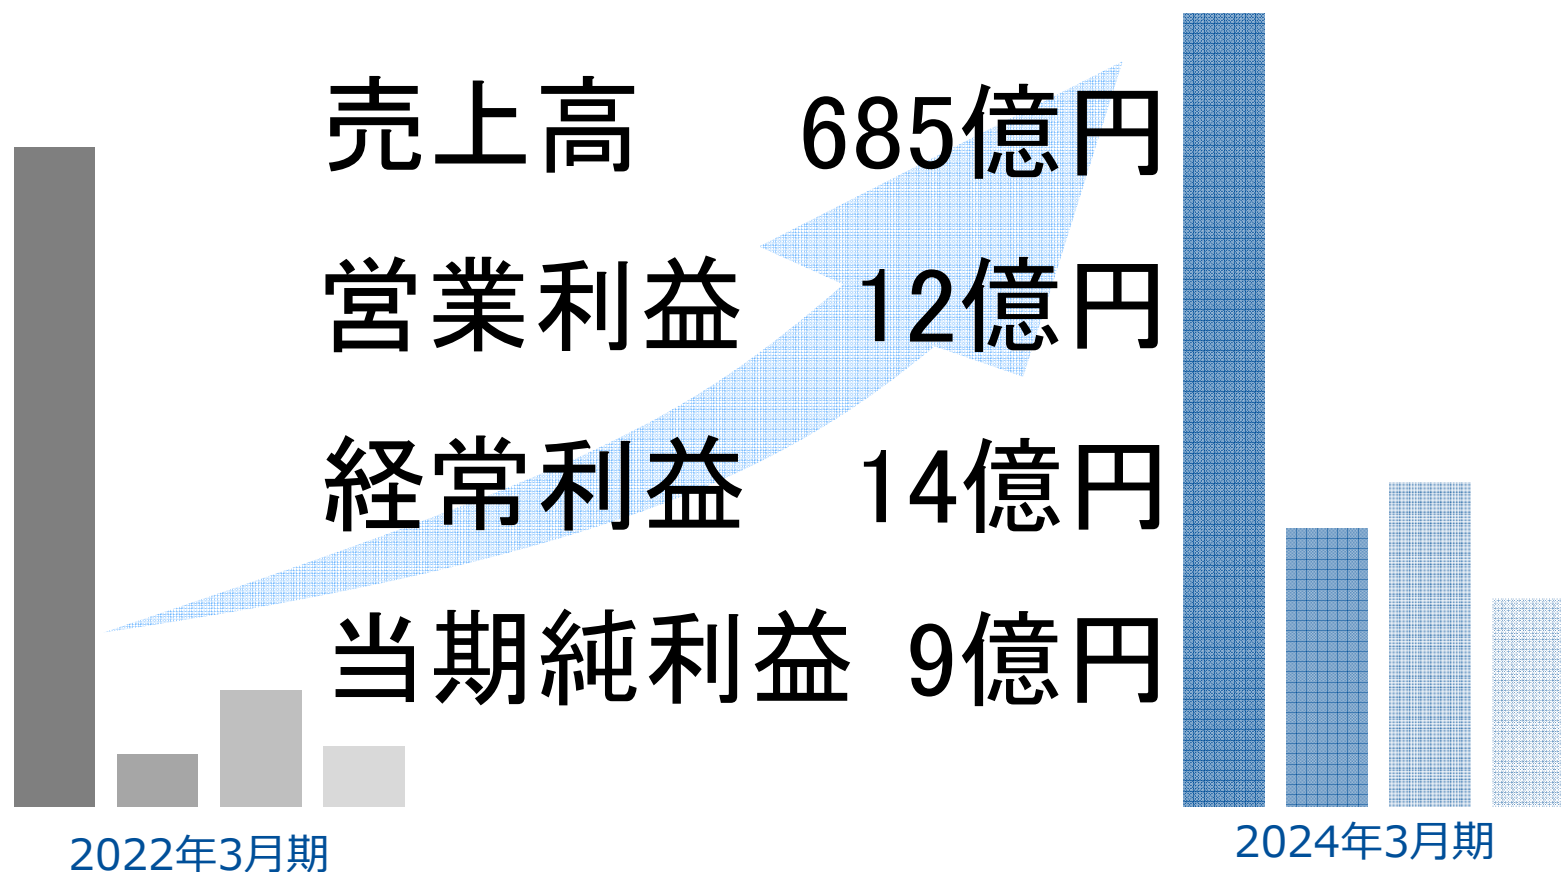 売上高 685億円
営業利益 12億円
経常利益 14億円
当期純利益 9億円
2022年3月期
2024年3月期